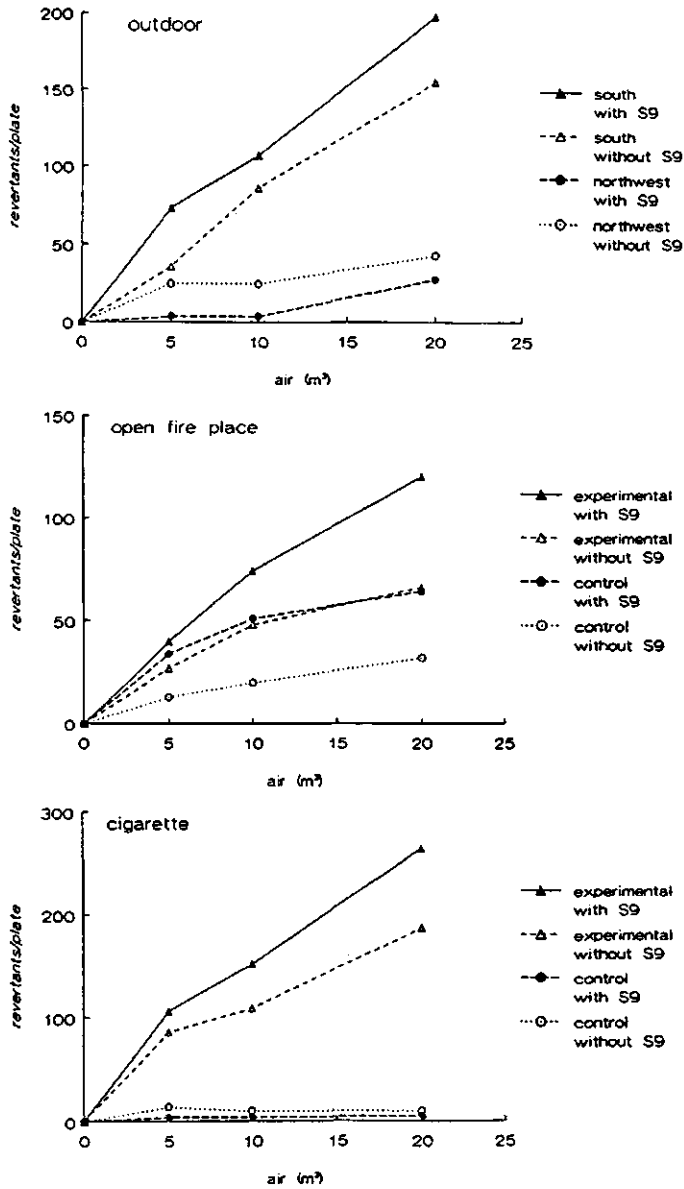 outdoor
200
150
100
50
0
revertants/plate
0 5 10 15 20 25
air (m³)
south
with S9
south
without S9
northwest
with S9
northwest
without S9
open fire place
150
100
50
0
revertants/plate
0 5 10 15 20 25
air (m³)
experimental
with S9
experimental
without S9
control
with S9
control
without S9
cigarette
300
200
100
0
revertants/plate
0 5 10 15 20 25
air (m³)
experimental
with S9
experimental
without S9
control
with S9
control
without S9